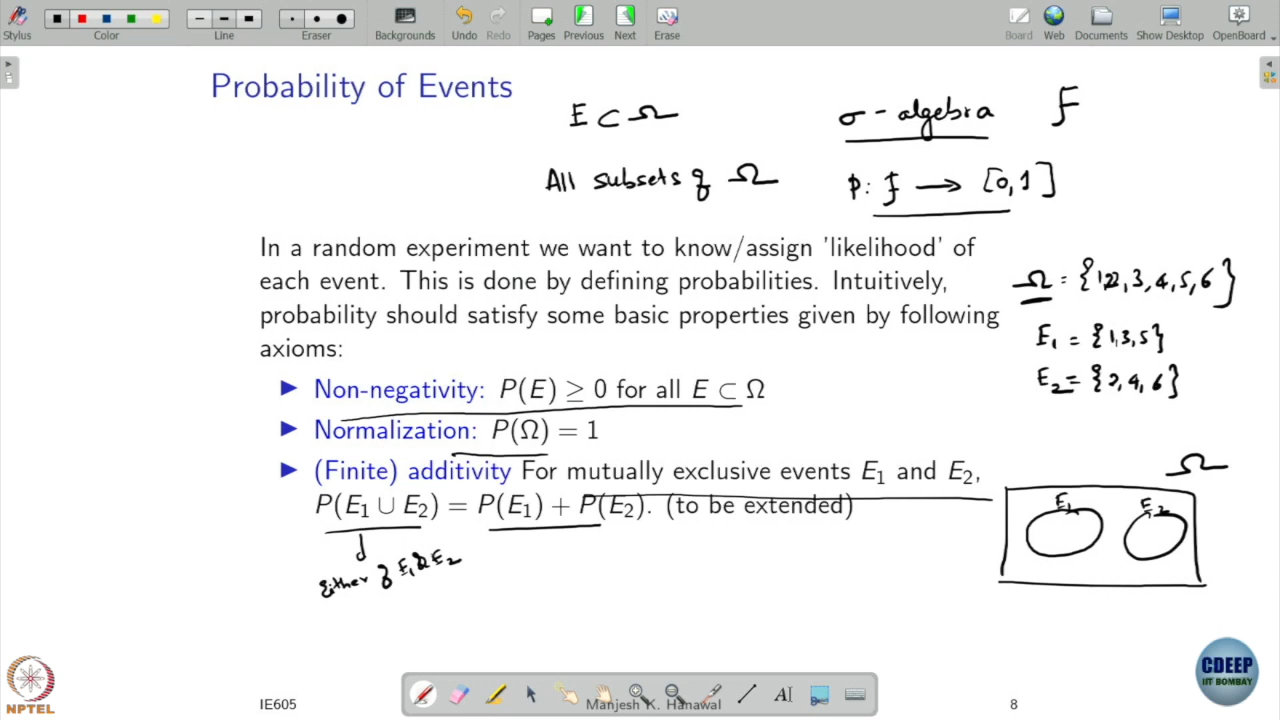 Stylus Color Line Eraser Backgrounds Undo Redo Pages Previous Next Erase Board Web Documents Show Desktop OpenBoard
Probability of Events
E ⊂ Ω
σ - algebra F
All subsets of Ω
P: F → [0,1]
In a random experiment we want to know/assign 'likelihood' of
each event. This is done by defining probabilities. Intuitively,
probability should satisfy some basic properties given by following
axioms:
Ω = {1,2,3,4,5,6}
E₁ = {1,3,5}
E₂ = {2,4,6}
▶ Non-negativity: P(E) ≥ 0 for all E ⊂ Ω
▶ Normalization: P(Ω) = 1
▶ (Finite) additivity For mutually exclusive events E₁ and E₂,
P(E₁ ∪ E₂) = P(E₁) + P(E₂). (to be extended)
Ω
E₁ E₂
Either of E₁ & E₂
NPTEL
IE605
Manjesh K. Hanawal
8
CDEEP
IIT BOMBAY